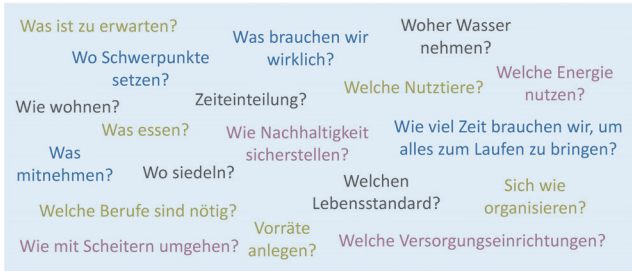 Was ist zu erwarten?
Was brauchen wir
wirklich?
Woher Wasser
nehmen?
Wo Schwerpunkte
setzen?
Welche Energie
nutzen?
Welche Nutztiere?
Zeiteinteilung?
Wie wohnen?
Was essen?
Wie Nachhaltigkeit
sicherstellen?
Wie viel Zeit brauchen wir, um
alles zum Laufen zu bringen?
Was
mitnehmen?
Wo siedeln?
Welchen
Lebensstandard?
Sich wie
organisieren?
Welche Berufe sind nötig?
Vorräte
anlegen?
Wie mit Scheitern umgehen?
Welche Versorgungseinrichtungen?